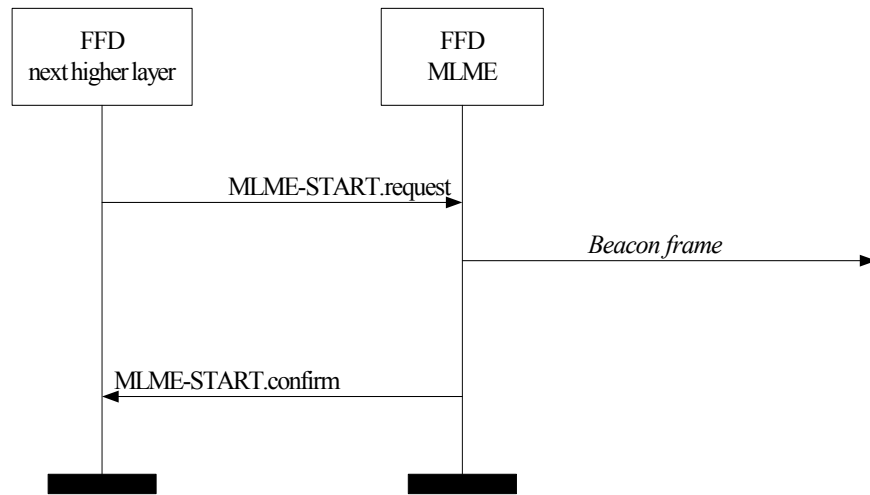 FFD
next higher layer
FFD
MLME
MLME-START.request
Beacon frame
MLME-START.confirm